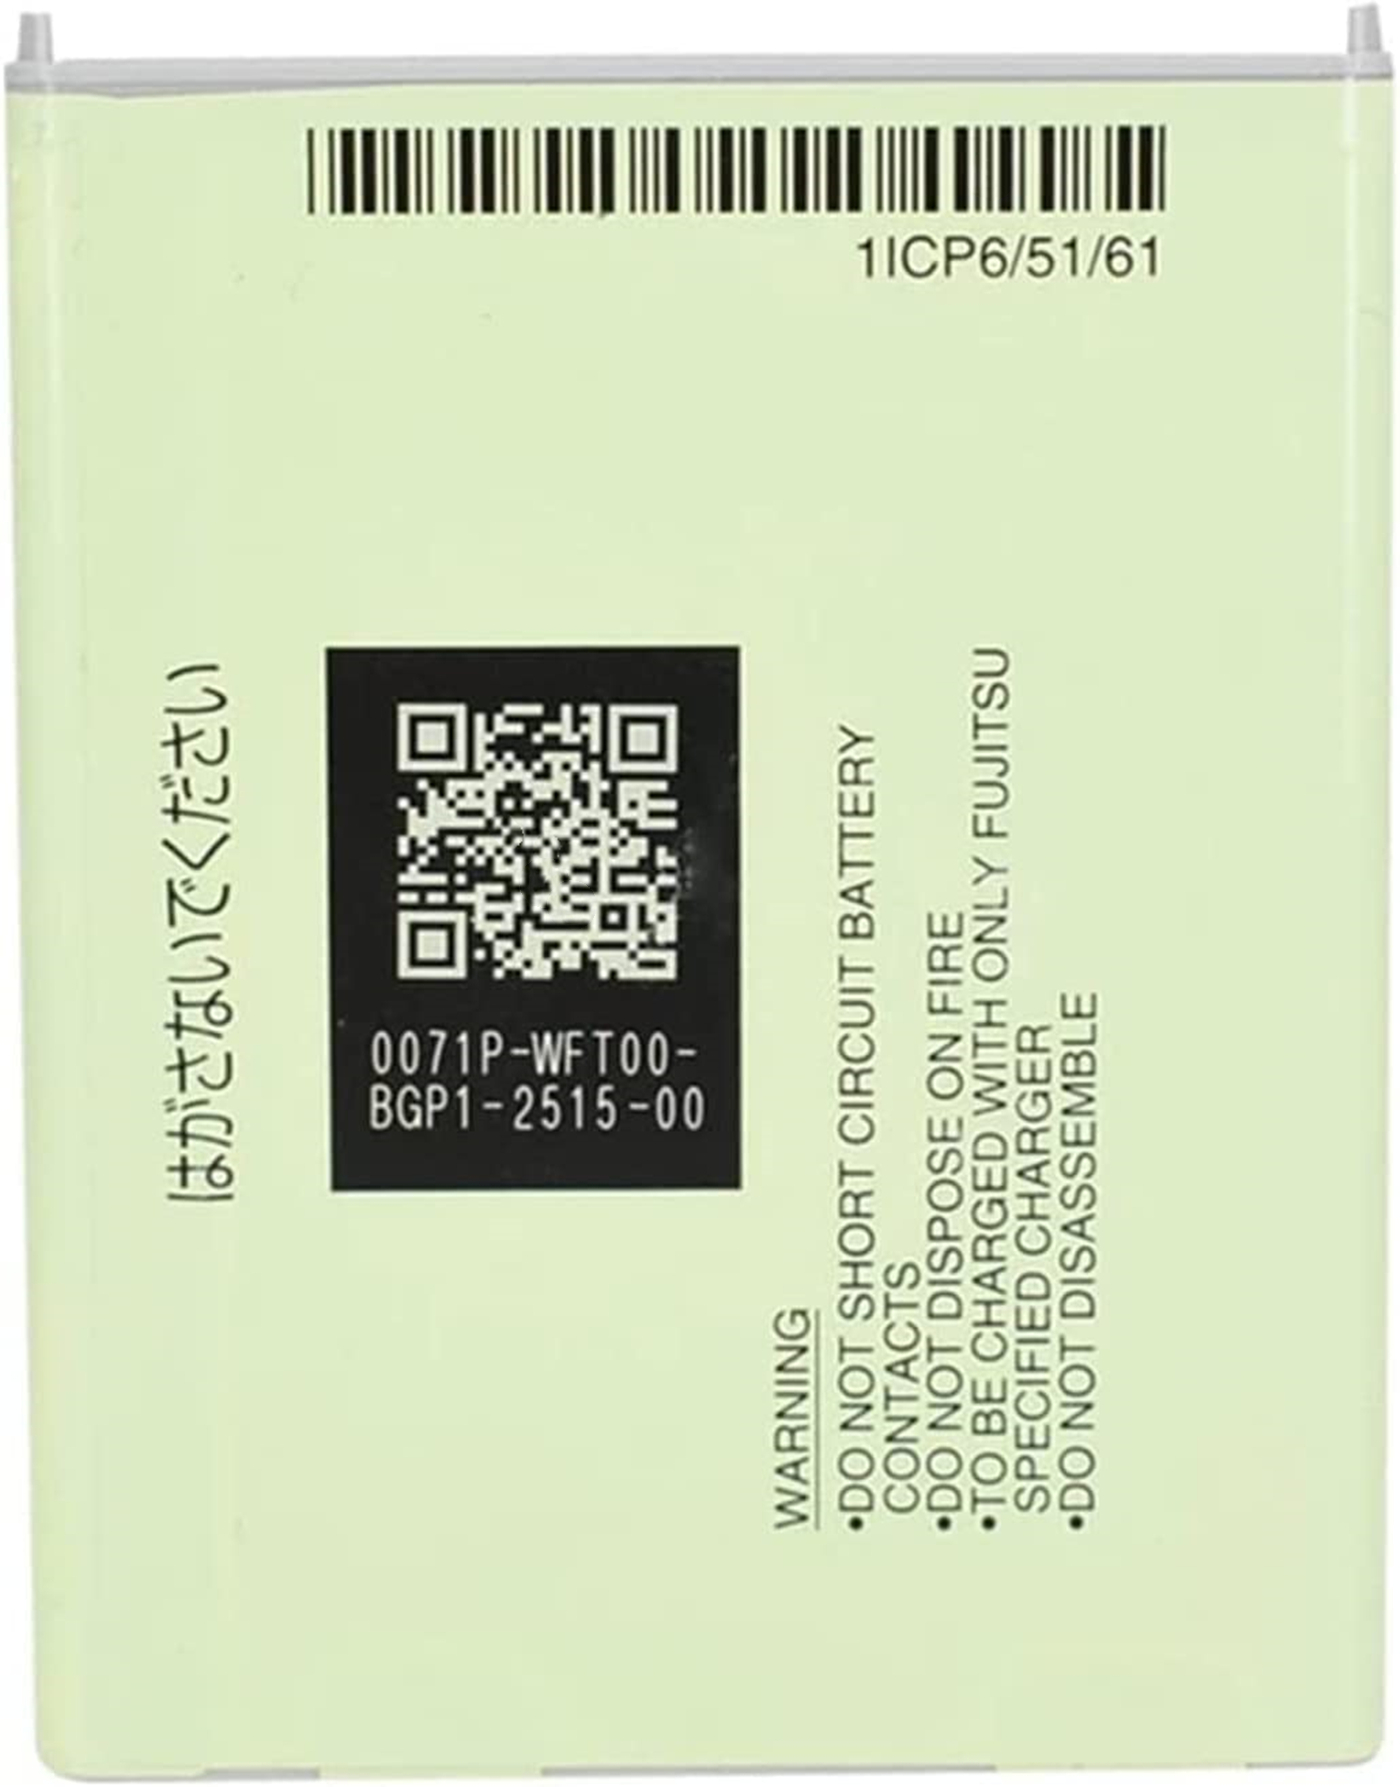 1ICP6/51/61
はがさないでください
0071P-WFT00-
BGP1-2515-00
WARNING
•DO NOT SHORT CIRCUIT BATTERY
CONTACTS
•DO NOT DISPOSE ON FIRE
•TO BE CHARGED WITH ONLY FUJITSU
SPECIFIED CHARGER
•DO NOT DISASSEMBLE